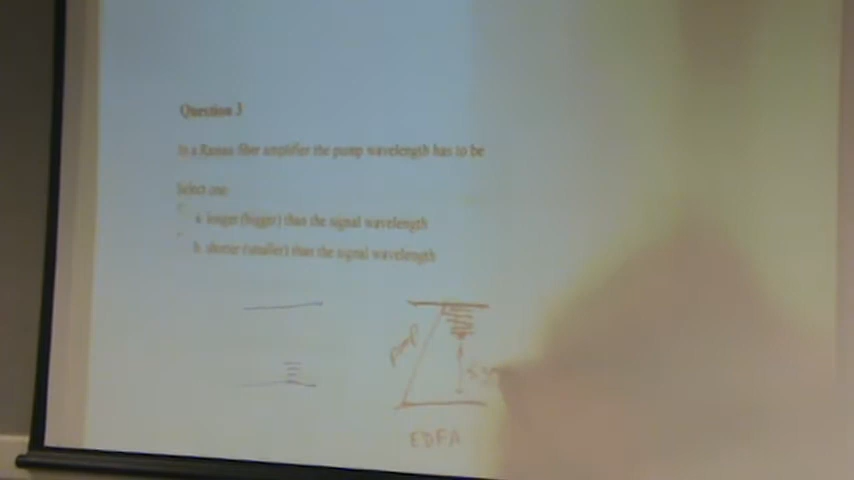 Question 3
In a Raman fiber amplifier the pump wavelength has to be
Select one:
a. longer (bigger) than the signal wavelength
b. shorter (smaller) than the signal wavelength
pump
EDFA